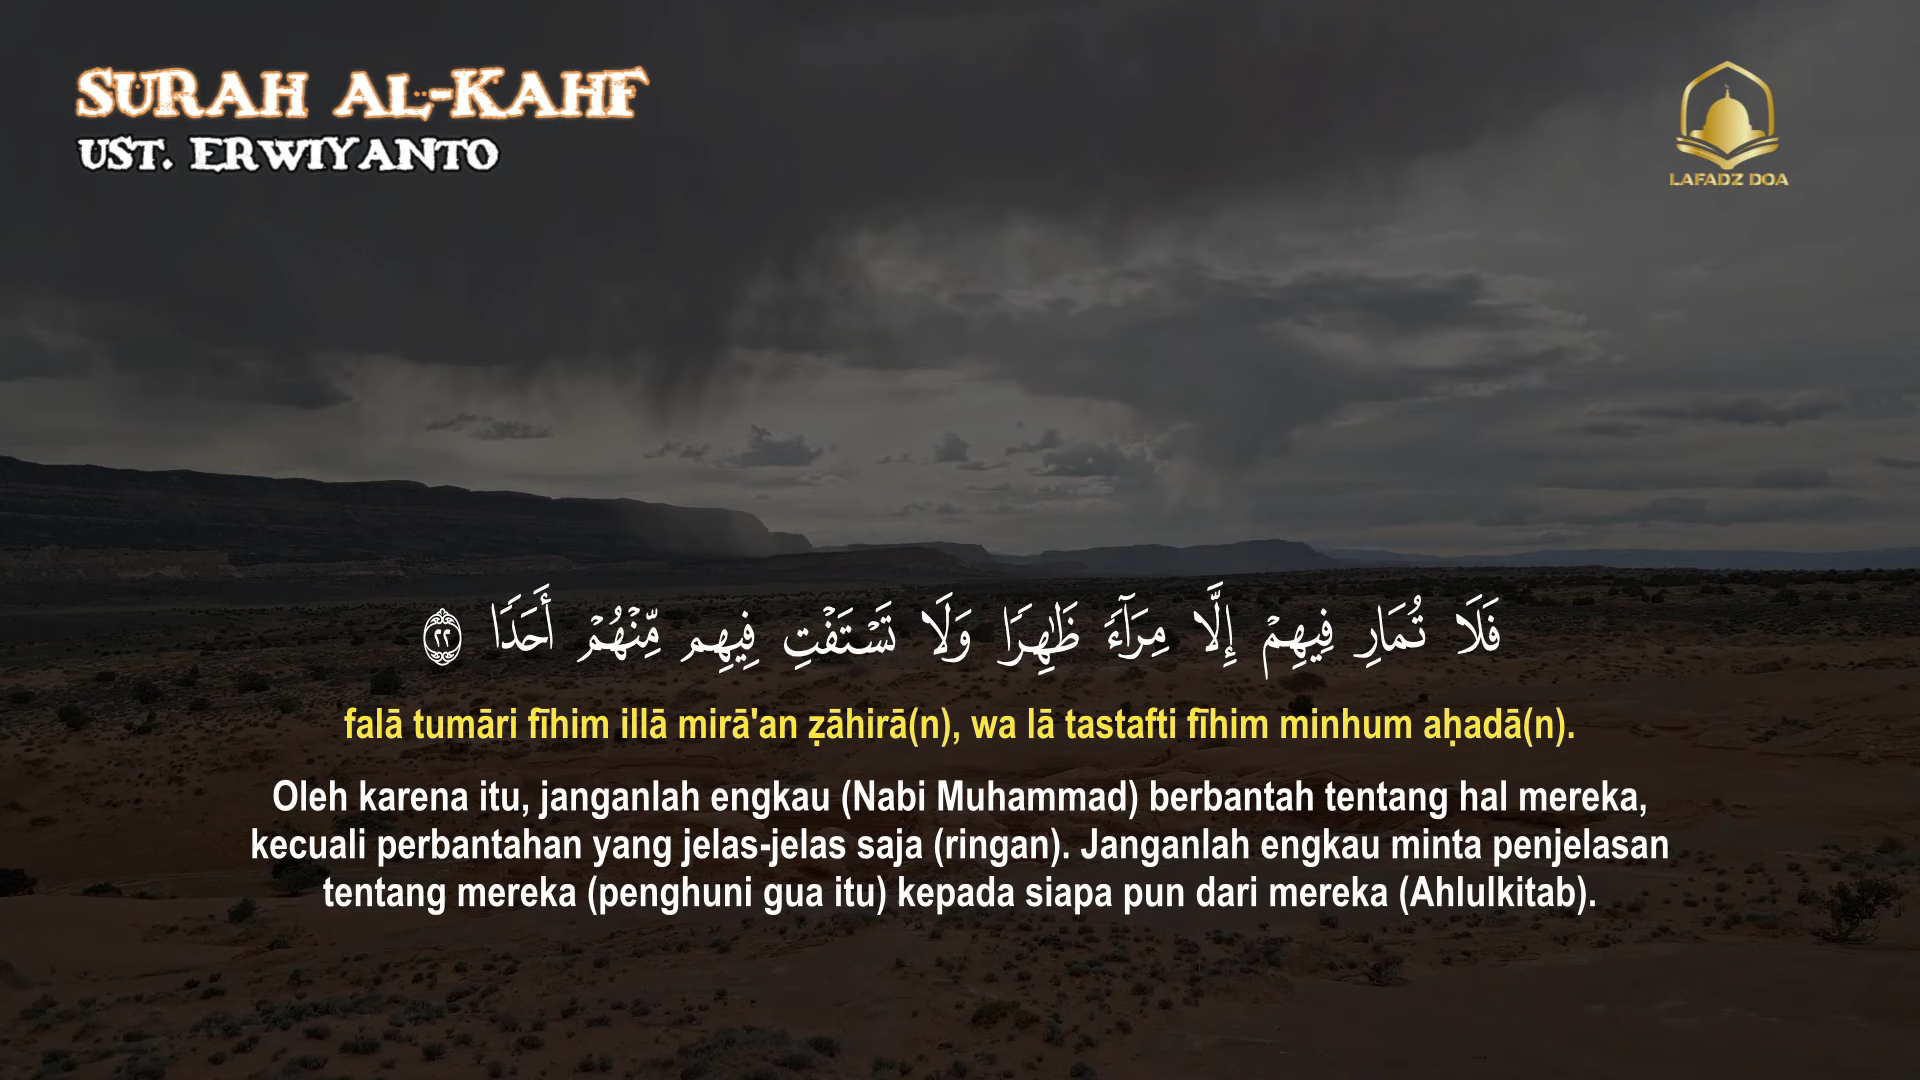 SURAH AL-KAHF
UST. ERWIYANTO
LAFADZ DOA
فَلَا تُمَارِ فِيهِمْ إِلَّا مِرَآءً ظَٰهِرًا وَلَا تَسْتَفْتِ فِيهِم مِّنْهُمْ أَحَدًا ٢٢
falā tumāri fīhim illā mirā'an ẓāhirā(n), wa lā tastafti fīhim minhum aḥadā(n).
Oleh karena itu, janganlah engkau (Nabi Muhammad) berbantah tentang hal mereka,
kecuali perbantahan yang jelas-jelas saja (ringan). Janganlah engkau minta penjelasan
tentang mereka (penghuni gua itu) kepada siapa pun dari mereka (Ahlulkitab).